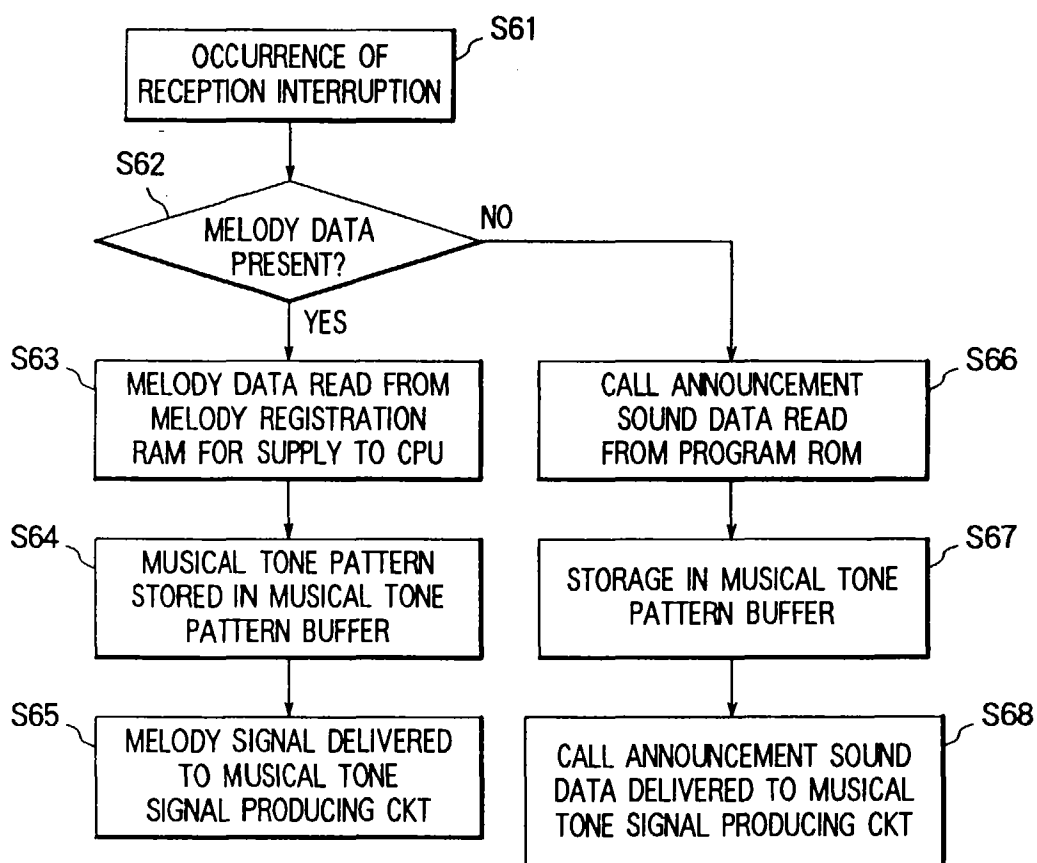 S61
OCCURRENCE OF
RECEPTION INTERRUPTION
S62
MELODY DATA
PRESENT?
NO
YES
S63
MELODY DATA READ FROM
MELODY REGISTRATION
RAM FOR SUPPLY TO CPU
S66
CALL ANNOUNCEMENT
SOUND DATA READ
FROM PROGRAM ROM
S64
MUSICAL TONE PATTERN
STORED IN MUSICAL TONE
PATTERN BUFFER
S67
STORAGE IN MUSICAL TONE
PATTERN BUFFER
S65
MELODY SIGNAL DELIVERED
TO MUSICAL TONE
SIGNAL PRODUCING CKT
S68
CALL ANNOUNCEMENT SOUND
DATA DELIVERED TO MUSICAL
TONE SIGNAL PRODUCING CKT